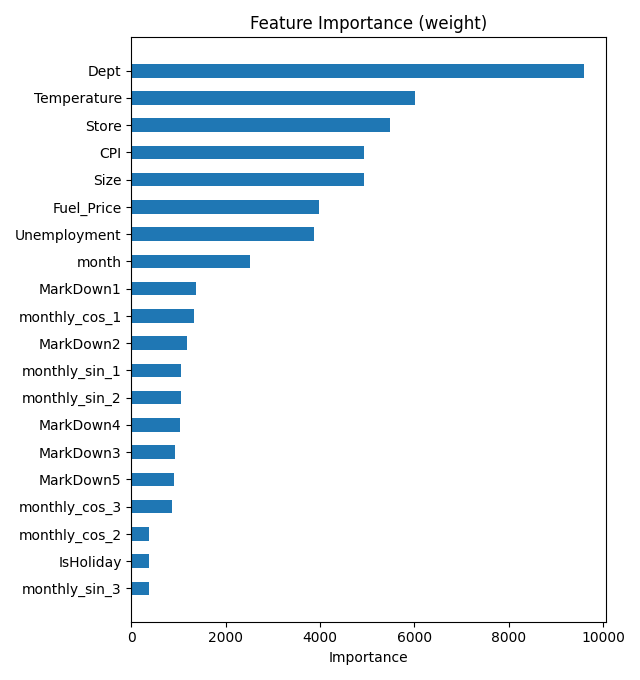 Feature Importance (weight)
Dept
Temperature
Store
CPI
Size
Fuel_Price
Unemployment
month
MarkDown1
monthly_cos_1
MarkDown2
monthly_sin_1
monthly_sin_2
MarkDown4
MarkDown3
MarkDown5
monthly_cos_3
monthly_cos_2
IsHoliday
monthly_sin_3
0 2000 4000 6000 8000 10000
Importance